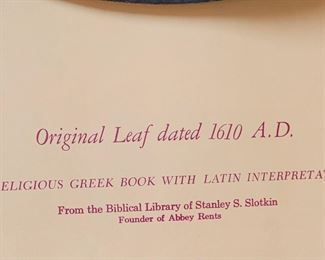 Original Leaf dated 1610 A.D.
ELIGIOUS GREEK BOOK WITH LATIN INTERPRETAT
From the Biblical Library of Stanley S. Slotkin
Founder of Abbey Rents